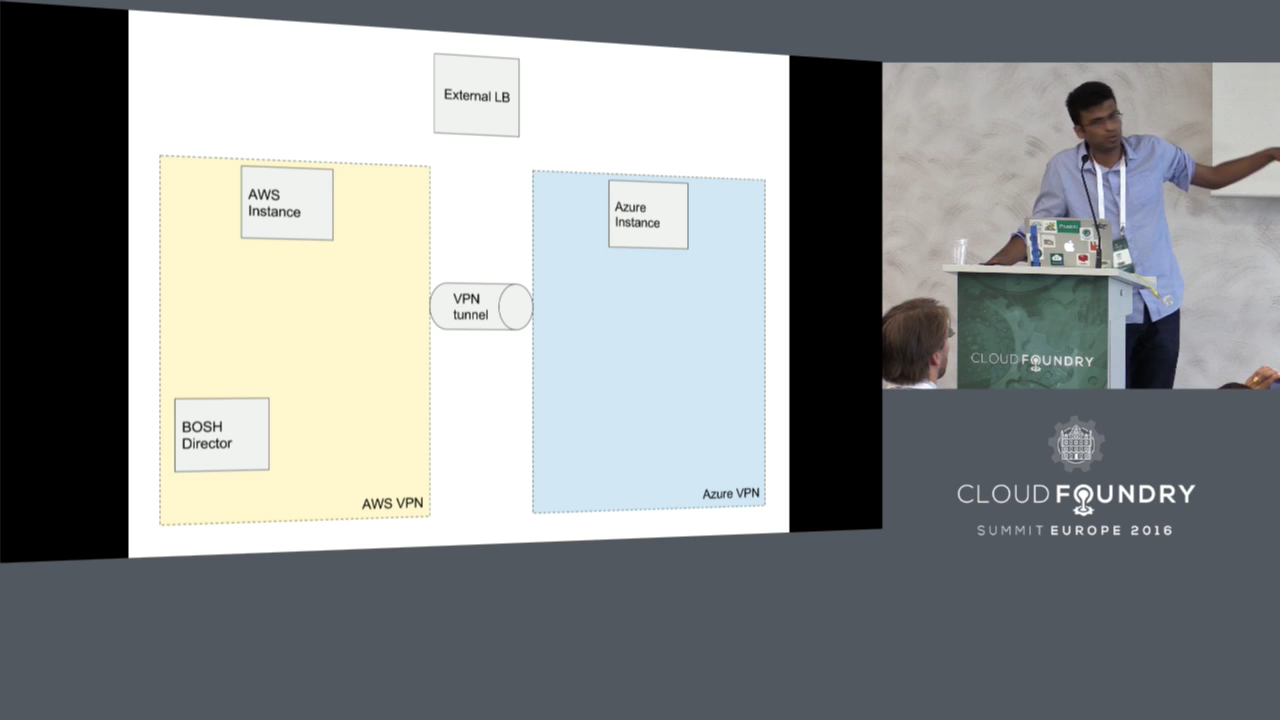 External LB
AWS
Instance
Azure
Instance
VPN
tunnel
BOSH
Director
AWS VPN
Azure VPN
CLOUD FOUNDRY
CLOUD FOUNDRY
SUMMIT EUROPE 2016